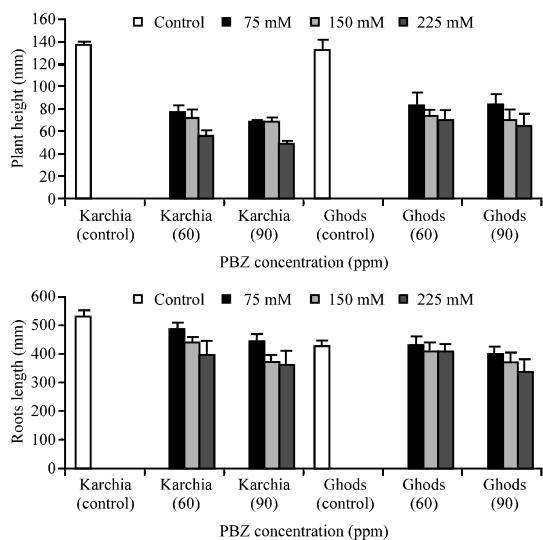 Control 75 mM 150 mM 225 mM
Plant height (mm)
160
140
120
100
80
60
40
20
0
Karchia (control) Karchia (60) Karchia (90) Ghods (control) Ghods (60) Ghods (90)
PBZ concentration (ppm)
Control 75 mM 150 mM 225 mM
Roots length (mm)
600
500
400
300
200
100
0
Karchia (control) Karchia (60) Karchia (90) Ghods (control) Ghods (60) Ghods (90)
PBZ concentration (ppm)